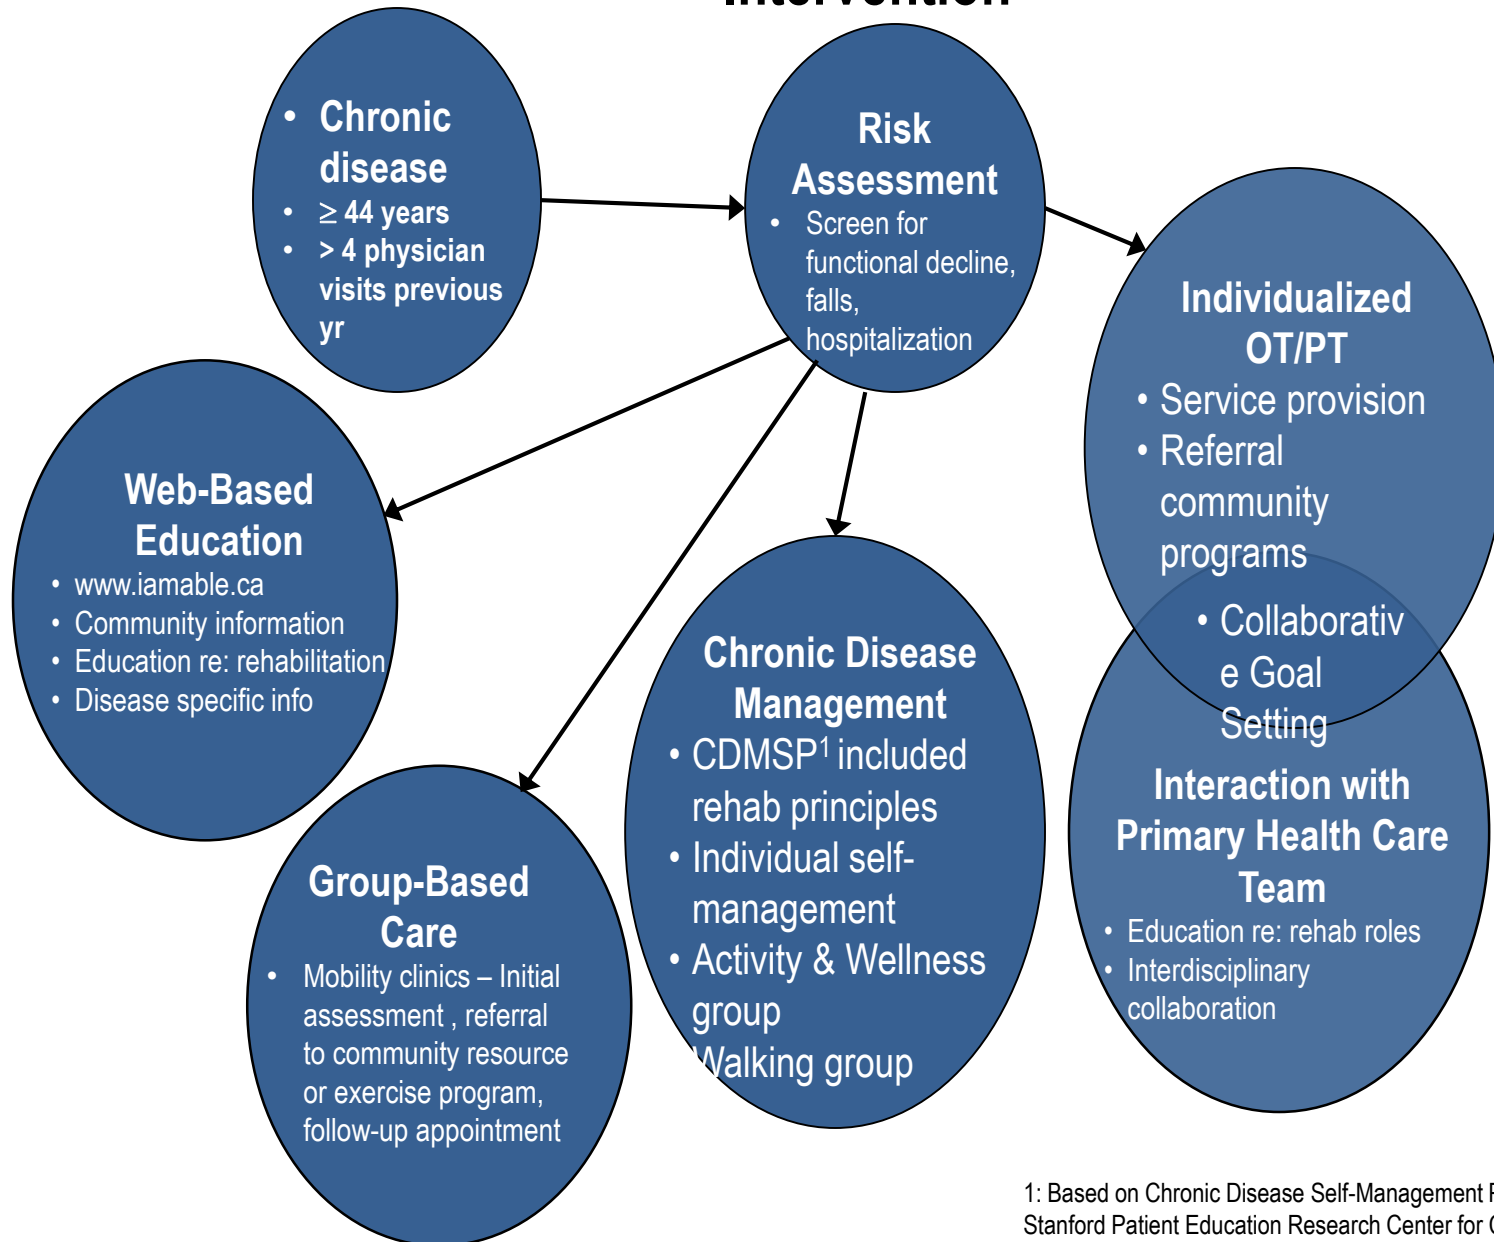 Intervention
• Chronic
disease
• ≥ 44 years
• > 4 physician
visits previous
yr
Risk
Assessment
• Screen for
functional decline,
falls,
hospitalization
Individualized
OT/PT
• Service provision
• Referral
community
programs
• Collaborativ
e Goal
Setting
Interaction with
Primary Health Care
Team
• Education re: rehab roles
• Interdisciplinary
collaboration
Web-Based
Education
• www.iamable.ca
• Community information
• Education re: rehabilitation
• Disease specific info
Chronic Disease
Management
• CDMSP¹ included
rehab principles
• Individual self-
management
• Activity & Wellness
group
Walking group
Group-Based
Care
• Mobility clinics – Initial
assessment , referral
to community resource
or exercise program,
follow-up appointment
1: Based on Chronic Disease Self-Management
Stanford Patient Education Research Center for